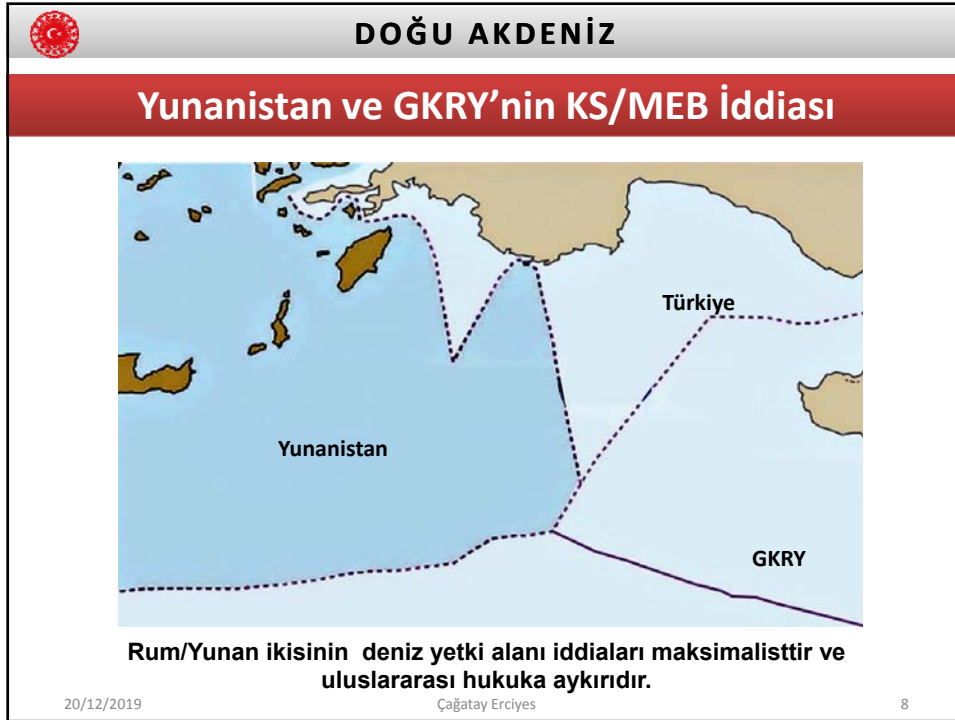 DOĞU AKDENİZ
Yunanistan ve GKRY’nin KS/MEB İddiası
Türkiye
Yunanistan
GKRY
Rum/Yunan ikisinin  deniz yetki alanı iddiaları maksimalisttir ve
uluslararası hukuka aykırıdır.
20/12/2019
Çağatay Erciyes
8